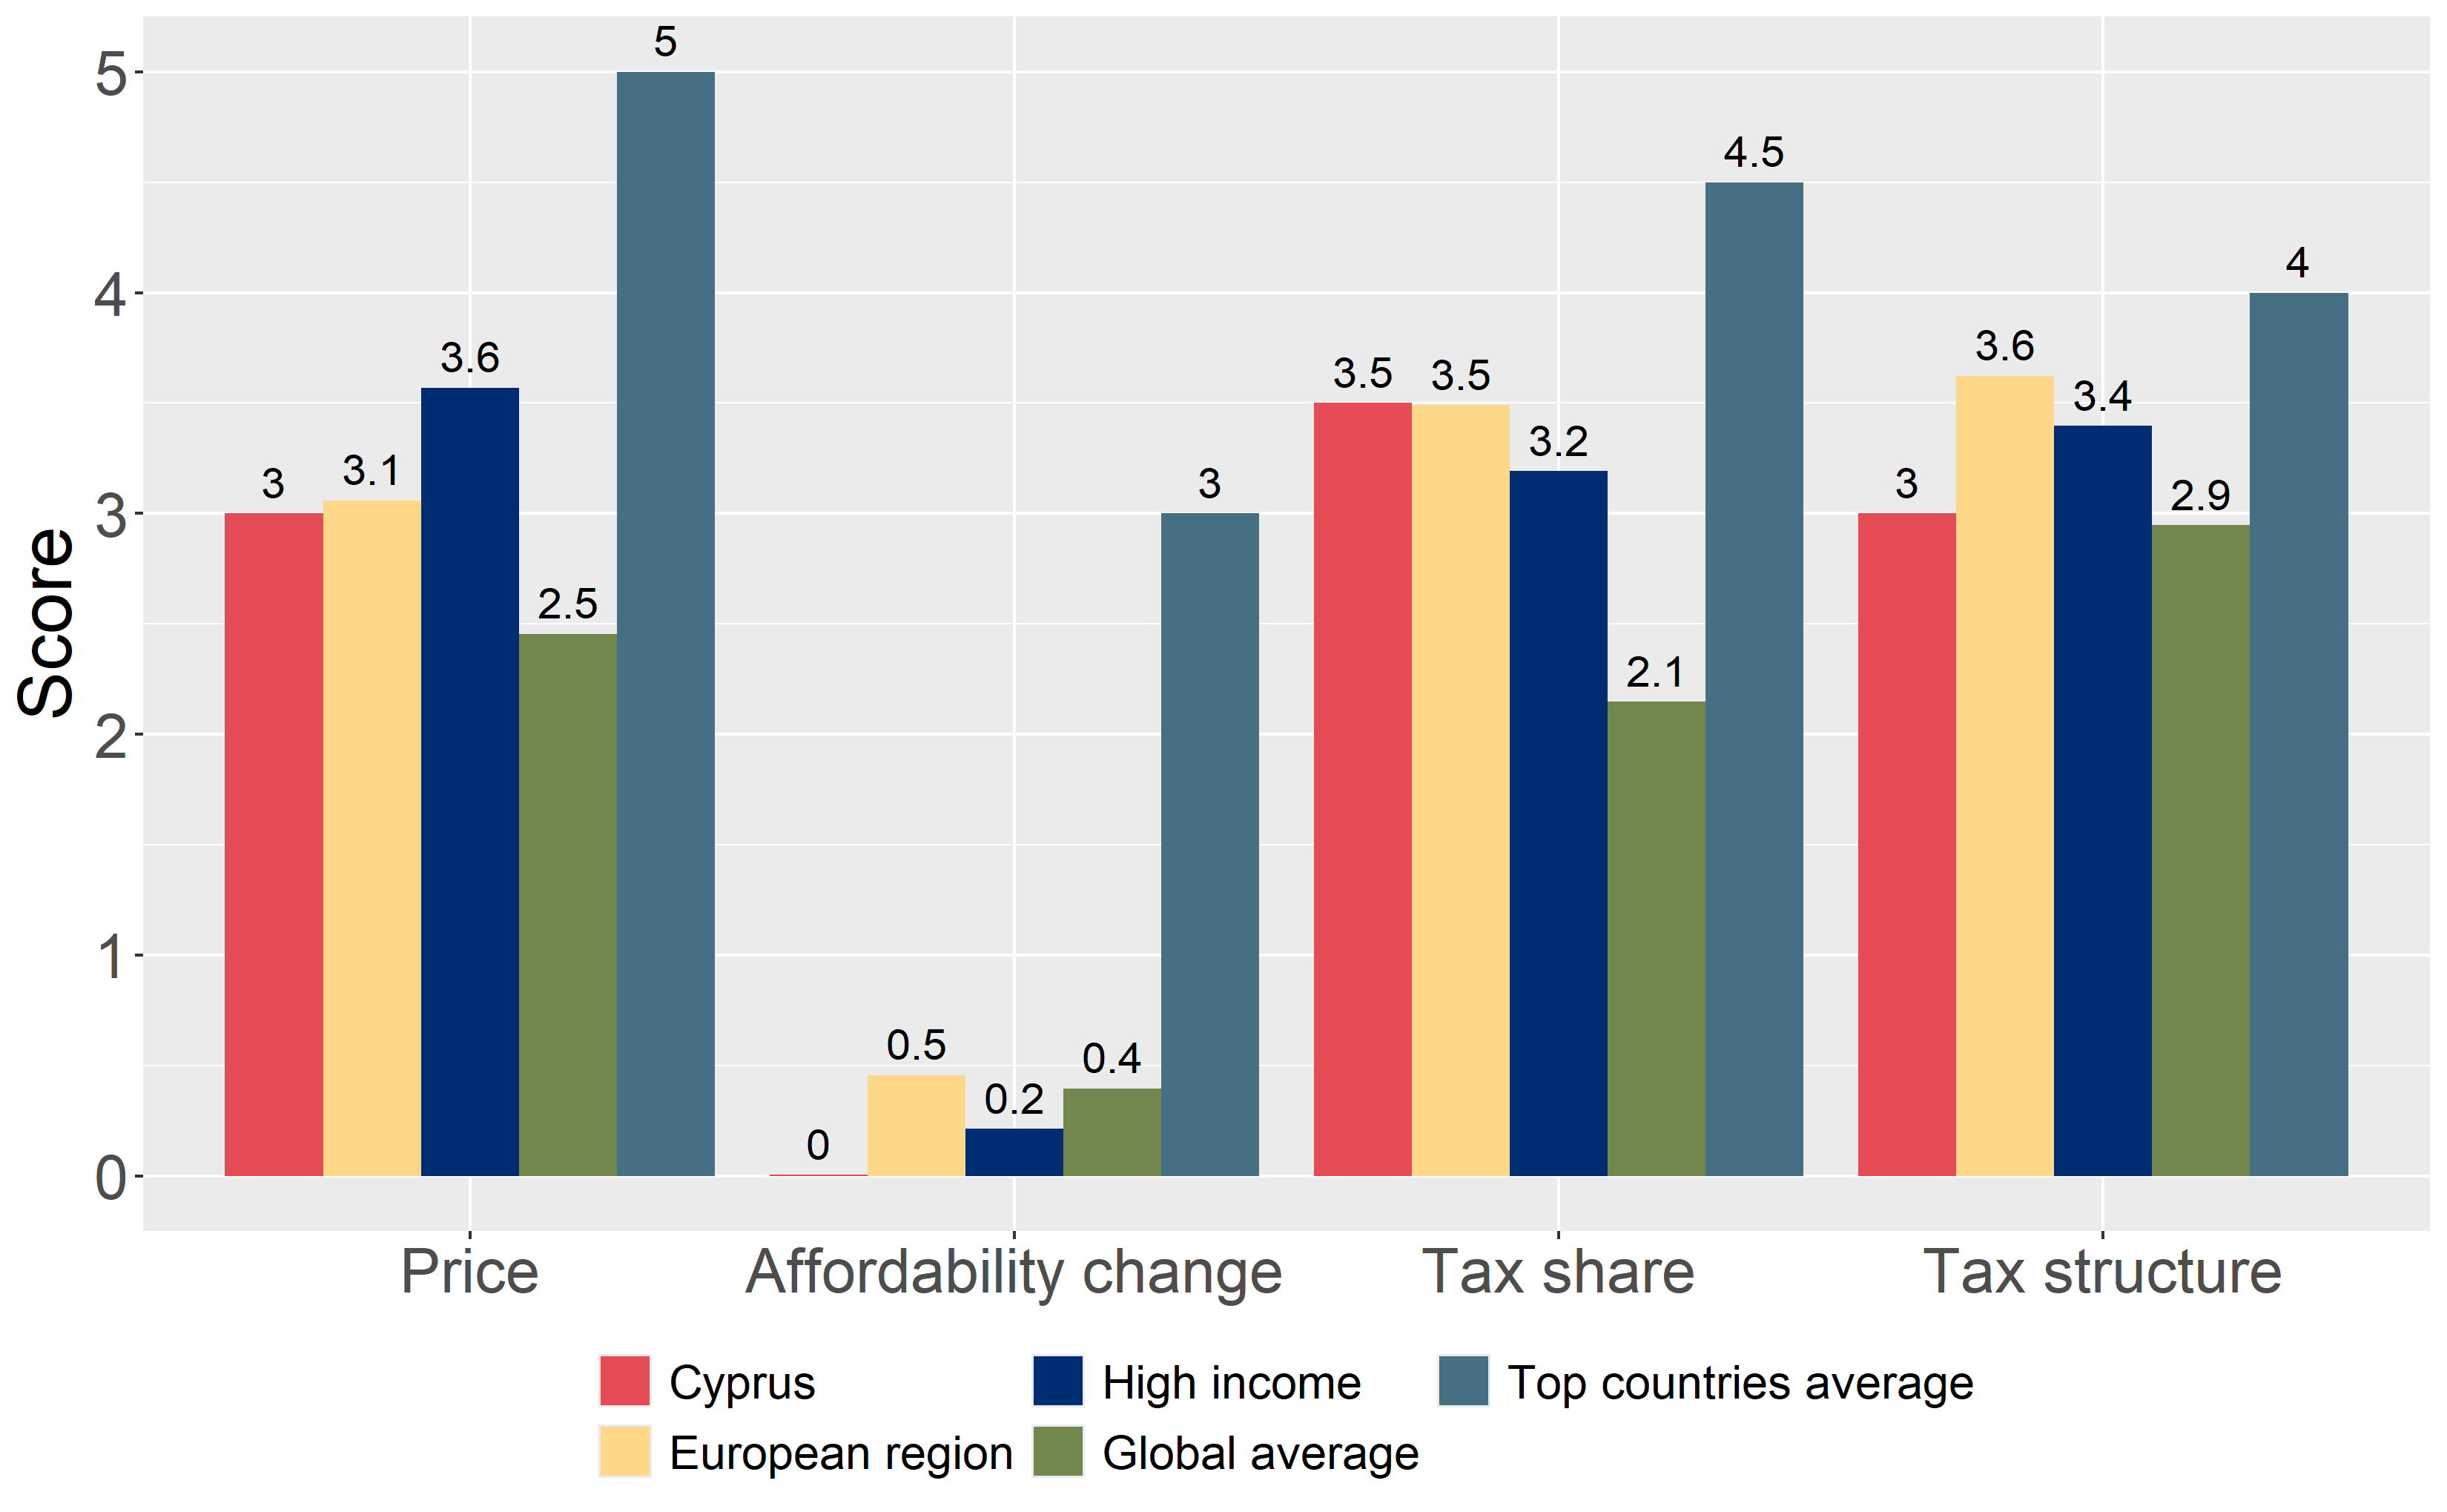 Score
5
4
3
2
1
0
3
3.1
3.6
2.5
5
0
0.5
0.2
0.4
3
3.5
3.5
3.2
2.1
4.5
3
3.6
3.4
2.9
4
Price
Affordability change
Tax share
Tax structure
Cyprus
High income
Top countries average
European region
Global average